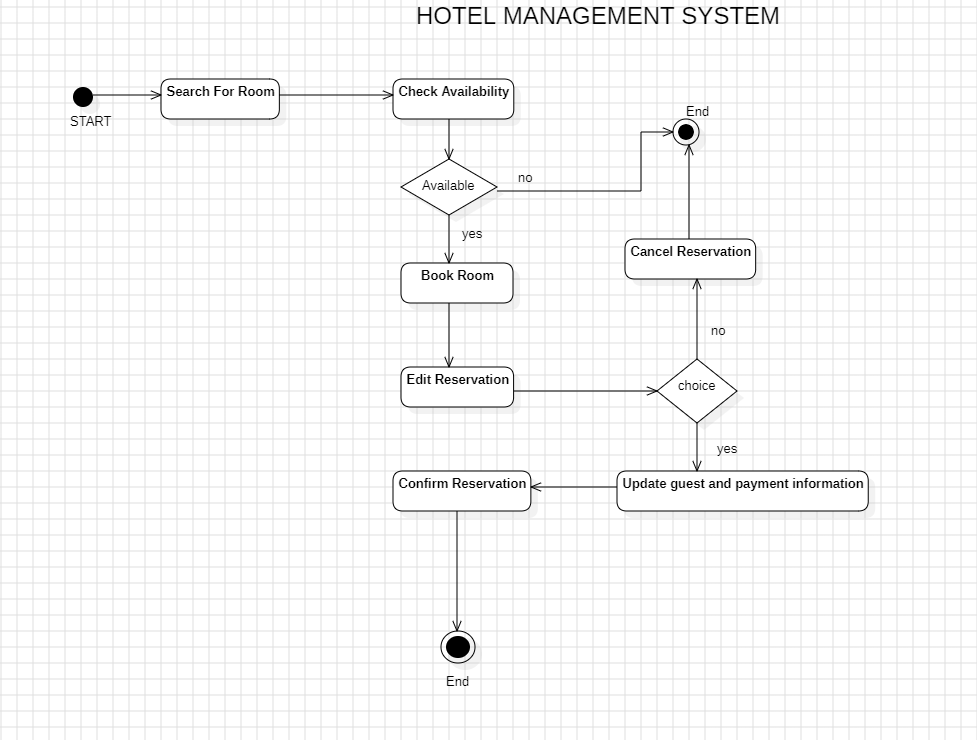 HOTEL MANAGEMENT SYSTEM
Search For Room
Check Availability
START
End
Available
no
yes
Cancel Reservation
Book Room
no
Edit Reservation
choice
yes
Confirm Reservation
Update guest and payment information
End